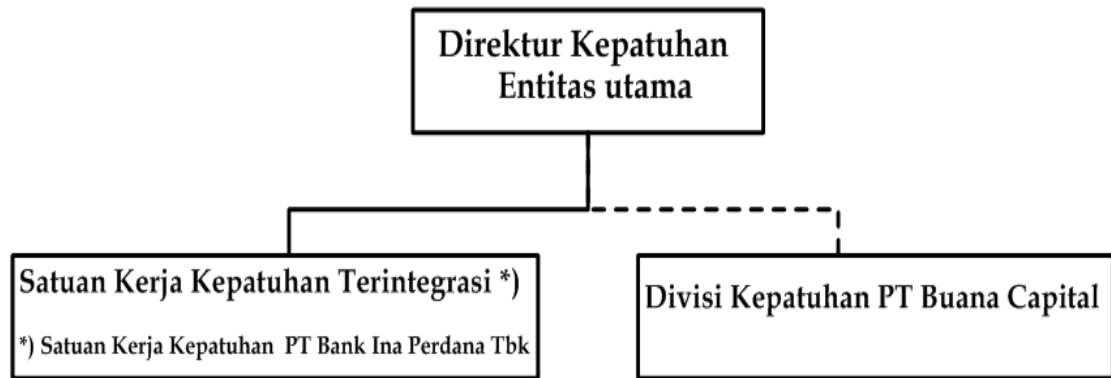 Direktur Kepatuhan
Entitas utama
Satuan Kerja Kepatuhan Terintegrasi *)
*) Satuan Kerja Kepatuhan PT Bank Ina Perdana Tbk
Divisi Kepatuhan PT Buana Capital